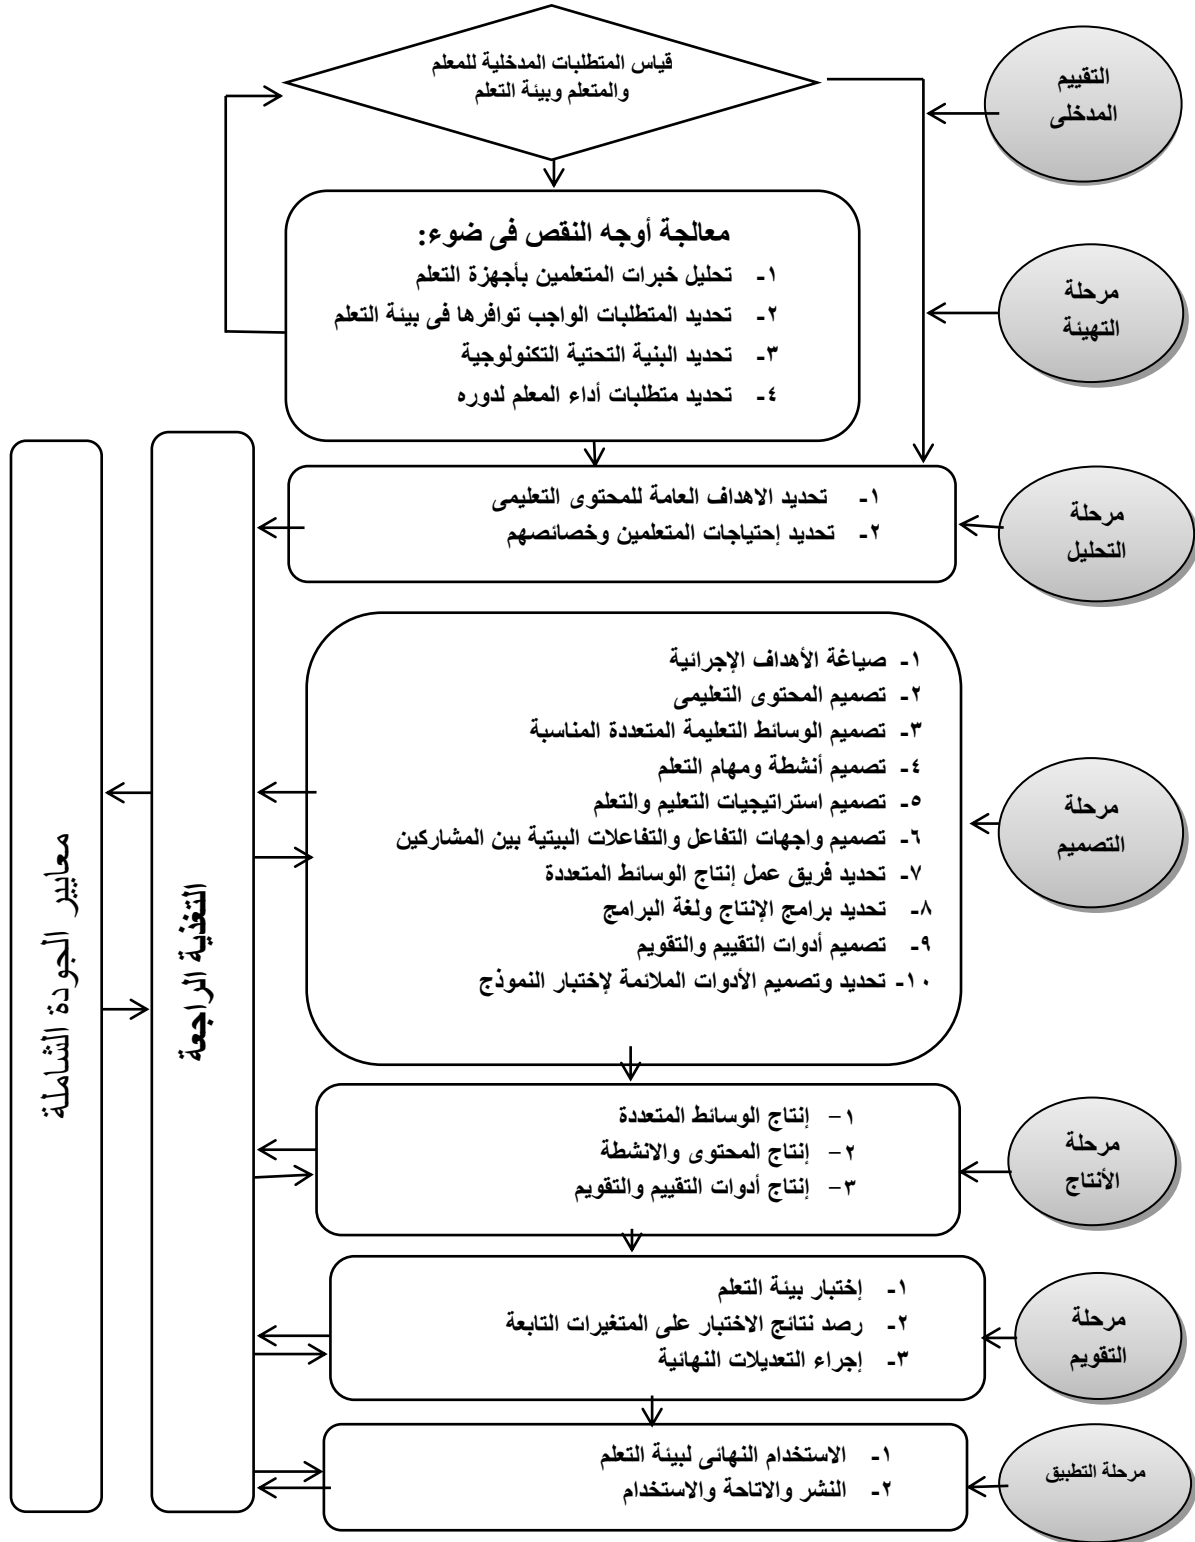 قياس المتطلبات المدخلية للمعلم
والمتعلم وبيئة التعلم
التقييم
المدخلى
معالجة أوجه النقص فى ضوء:
١- تحليل خبرات المتعلمين بأجهزة التعلم
٢- تحديد المتطلبات الواجب توافرها فى بيئة التعلم
٣- تحديد البنية التحتية التكنولوجية
٤- تحديد متطلبات أداء المعلم لدوره
مرحلة
التهيئة
١- تحديد الاهداف العامة للمحتوى التعليمى
٢- تحديد إحتياجات المتعلمين وخصائصهم
مرحلة
التحليل
١- صياغة الأهداف الإجرائية
٢- تصميم المحتوى التعليمى
٣- تصميم الوسائط التعليمة المتعددة المناسبة
٤- تصميم أنشطة ومهام التعلم
٥- تصميم استراتيجيات التعليم والتعلم
٦- تصميم واجهات التفاعل والتفاعلات البيتية بين المشاركين
٧- تحديد فريق عمل إنتاج الوسائط المتعددة
٨- تحديد برامج الإنتاج ولغة البرامج
٩- تصميم أدوات التقييم والتقويم
١٠- تحديد وتصميم الأدوات الملائمة لإختبار النموذج
مرحلة
التصميم
١- إنتاج الوسائط المتعددة
٢- إنتاج المحتوى والانشطة
٣- إنتاج أدوات التقييم والتقويم
مرحلة
الأنتاج
١- إختبار بيئة التعلم
٢- رصد نتائج الاختبار على المتغيرات التابعة
٣- إجراء التعديلات النهائية
مرحلة
التقويم
١- الاستخدام النهائى لبيئة التعلم
٢- النشر والاتاحة والاستخدام
مرحلة التطبيق
التغذية الراجعة
معايير الجودة الشاملة